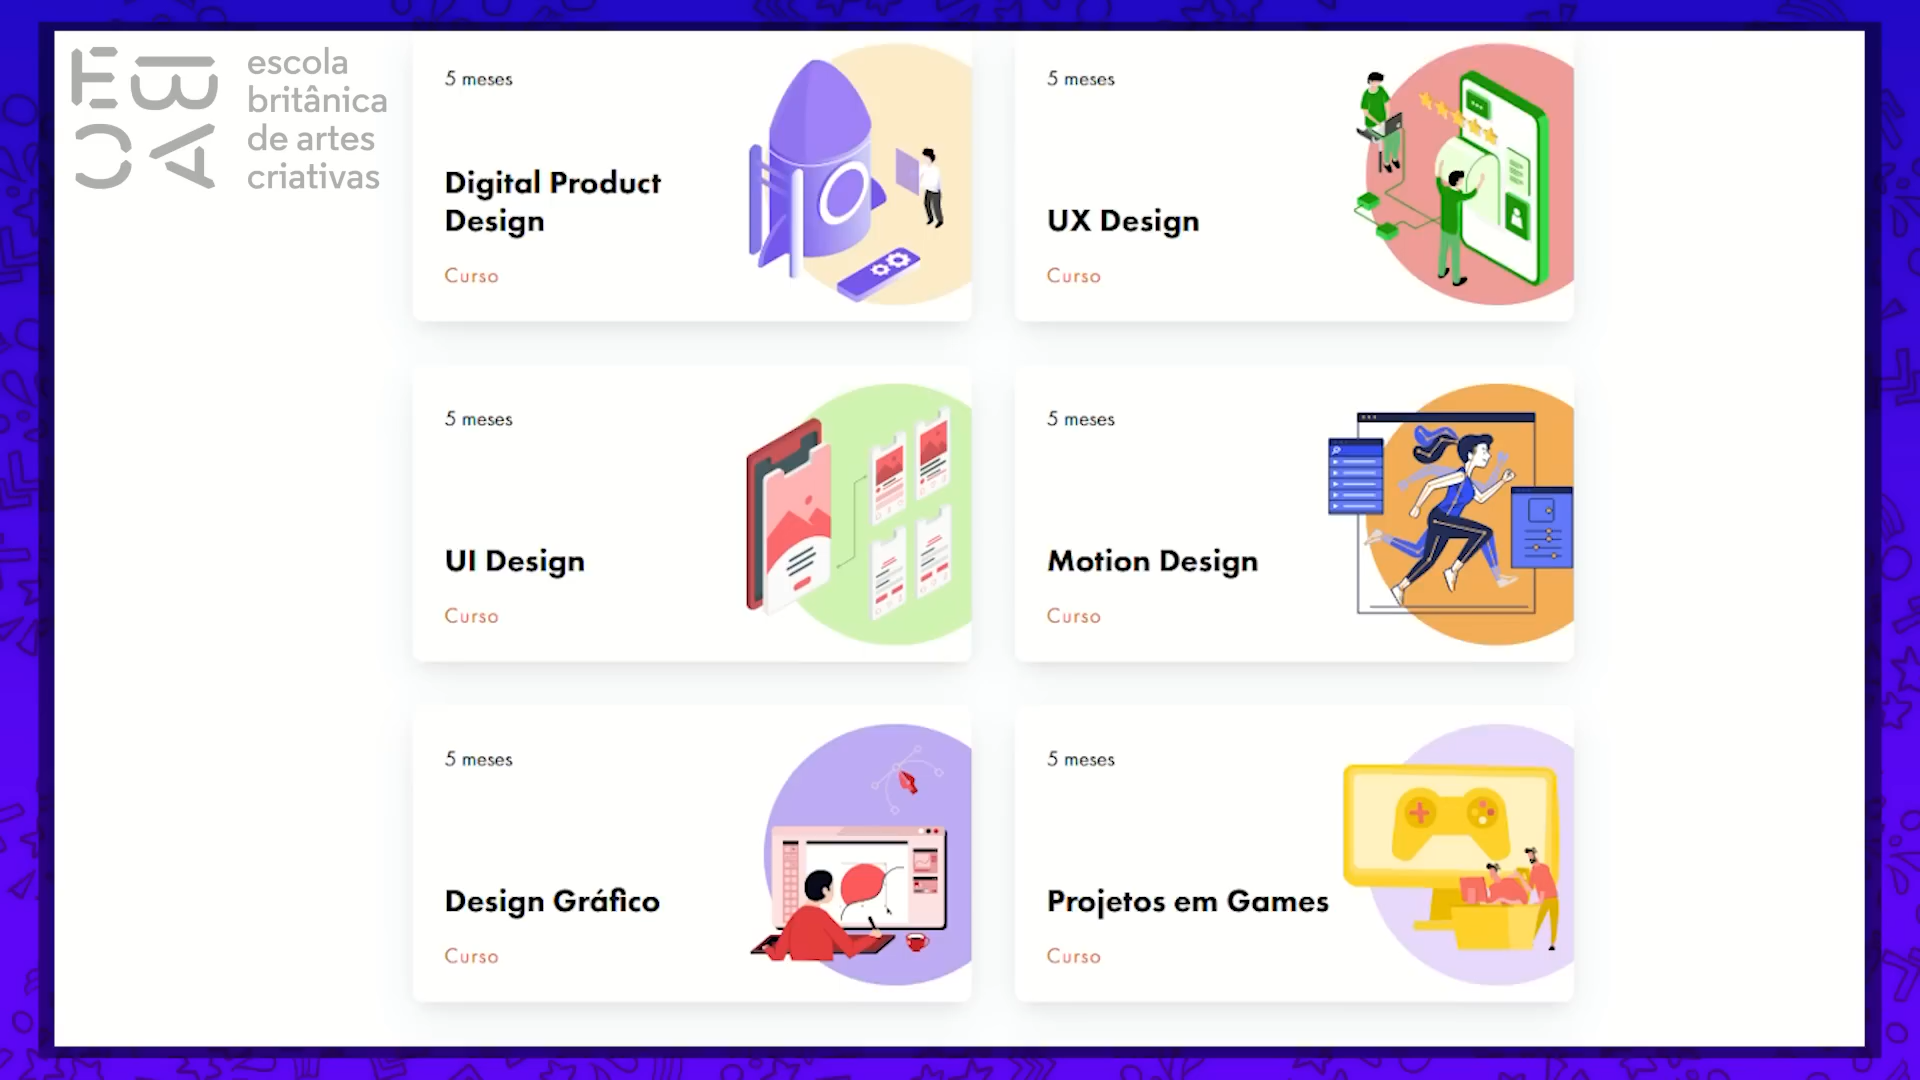 EBAC
escola
britânica
de artes
criativas
5 meses
Digital Product
Design
Curso
5 meses
UX Design
Curso
5 meses
UI Design
Curso
5 meses
Motion Design
Curso
5 meses
Design Gráfico
Curso
5 meses
Projetos em Games
Curso